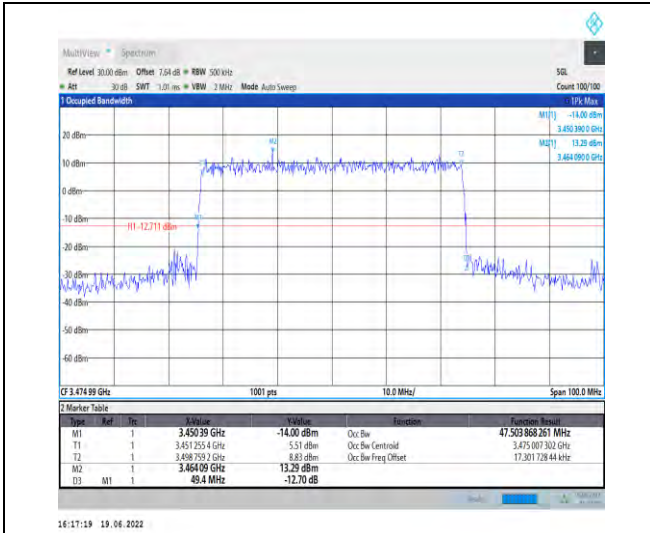 MultiView Spectrum
Ref Level 30.00 dBm Offset 7.64 dB RBW 500 kHz SGL
Att 30 dB SWT 1.01 ms VBW 2 MHz Mode Auto Sweep Count 100/100
1 Occupied Bandwidth 1Pk Max
M1[1] -14.00 dBm
3.450 390 0 GHz
M2[1] 13.29 dBm
3.464 090 0 GHz
20 dBm
M2
T2
10 dBm
0 dBm
-10 dBm
M1
H1 -12.711 dBm
-20 dBm
-30 dBm
-40 dBm
-50 dBm
-60 dBm
CF 3.474 99 GHz 1001 pts 10.0 MHz/ Span 100.0 MHz
2 Marker Table
Type Ref Trc X-Value Y-Value Function Function Result
M1 1 3.45039 GHz -14.00 dBm Occ Bw 47.503 868 261 MHz
T1 1 3.451 255 4 GHz 5.51 dBm Occ Bw Centroid 3.475 007 302 GHz
T2 1 3.498 759 2 GHz 8.83 dBm Occ Bw Freq Offset 17.301 728 44 kHz
M2 1 3.46409 GHz 13.29 dBm
D3 M1 1 49.4 MHz -12.70 dB
16:17:19 19.06.2022